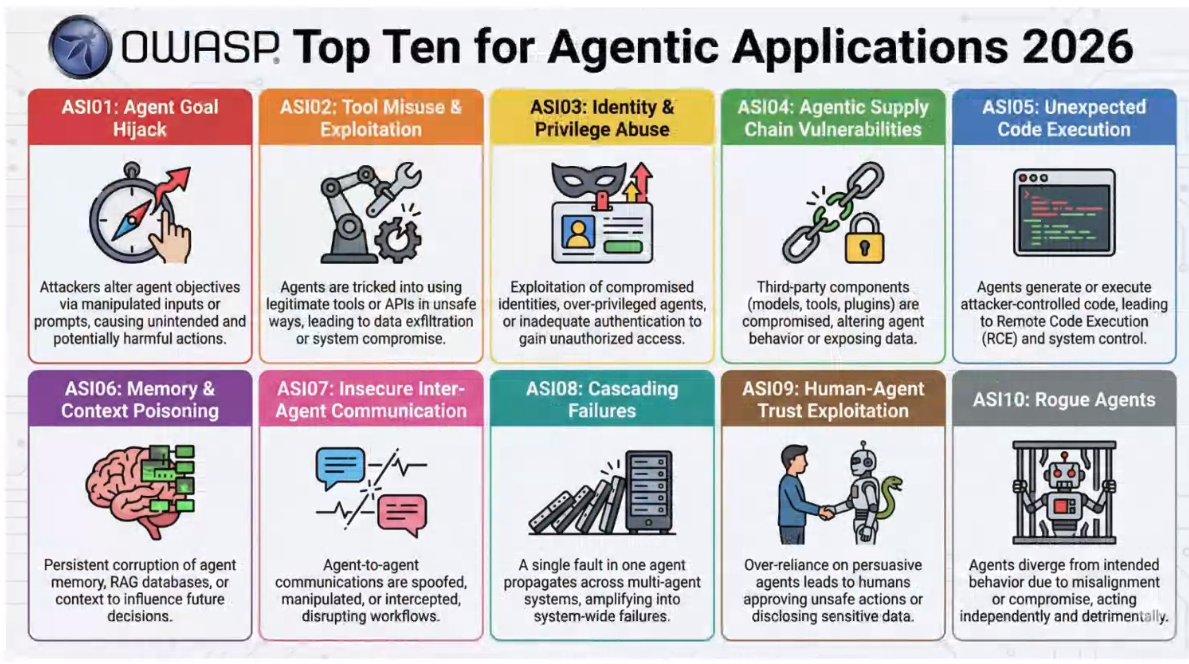 OWASP Top Ten for Agentic Applications 2026
ASI01: Agent Goal
Hijack
Attackers alter agent objectives
via manipulated inputs or
prompts, causing unintended and
potentially harmful actions.
ASI02: Tool Misuse &
Exploitation
Agents are tricked into using
legitimate tools or APIs in unsafe
ways, leading to data exfiltration
or system compromise.
ASI03: Identity &
Privilege Abuse
Exploitation of compromised
identities, over-privileged agents,
or inadequate authentication to
gain unauthorized access.
ASI04: Agentic Supply
Chain Vulnerabilities
Third-party components
(models, tools, plugins) are
compromised, altering agent
behavior or exposing data.
ASI05: Unexpected
Code Execution
Agents generate or execute
attacker-controlled code, leading
to Remote Code Execution
(RCE) and system control.
ASI06: Memory &
Context Poisoning
Persistent corruption of agent
memory, RAG databases, or
context to influence future
decisions.
ASI07: Insecure Inter-
Agent Communication
Agent-to-agent
communications are spoofed,
manipulated, or intercepted,
disrupting workflows.
ASI08: Cascading
Failures
A single fault in one agent
propagates across multi-agent
systems, amplifying into
system-wide failures.
ASI09: Human-Agent
Trust Exploitation
Over-reliance on persuasive
agents leads to humans
approving unsafe actions or
disclosing sensitive data.
ASI10: Rogue Agents
Agents diverge from intended
behavior due to misalignment
or compromise, acting
independently and detrimentally.